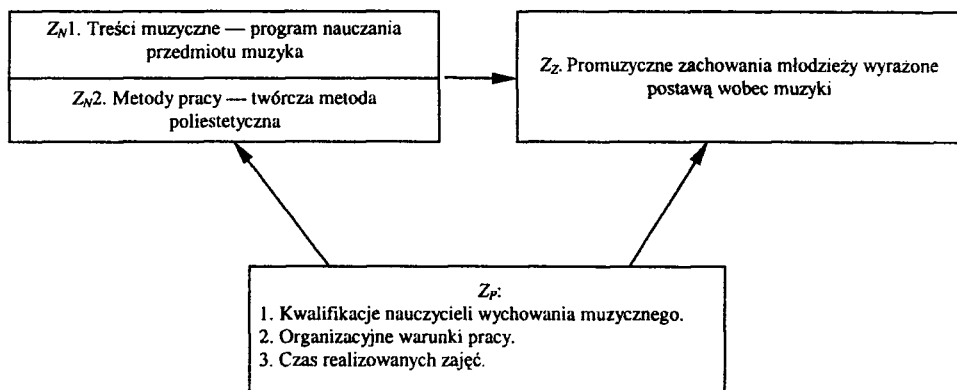 Z_N1. Treści muzyczne — program nauczania
przedmiotu muzyka
Z_N2. Metody pracy — twórcza metoda
poliestetyczna
Z_Z. Promuzyczne zachowania młodzieży wyrażone
postawą wobec muzyki
Z_P:
1. Kwalifikacje nauczycieli wychowania muzycznego.
2. Organizacyjne warunki pracy.
3. Czas realizowanych zajęć.